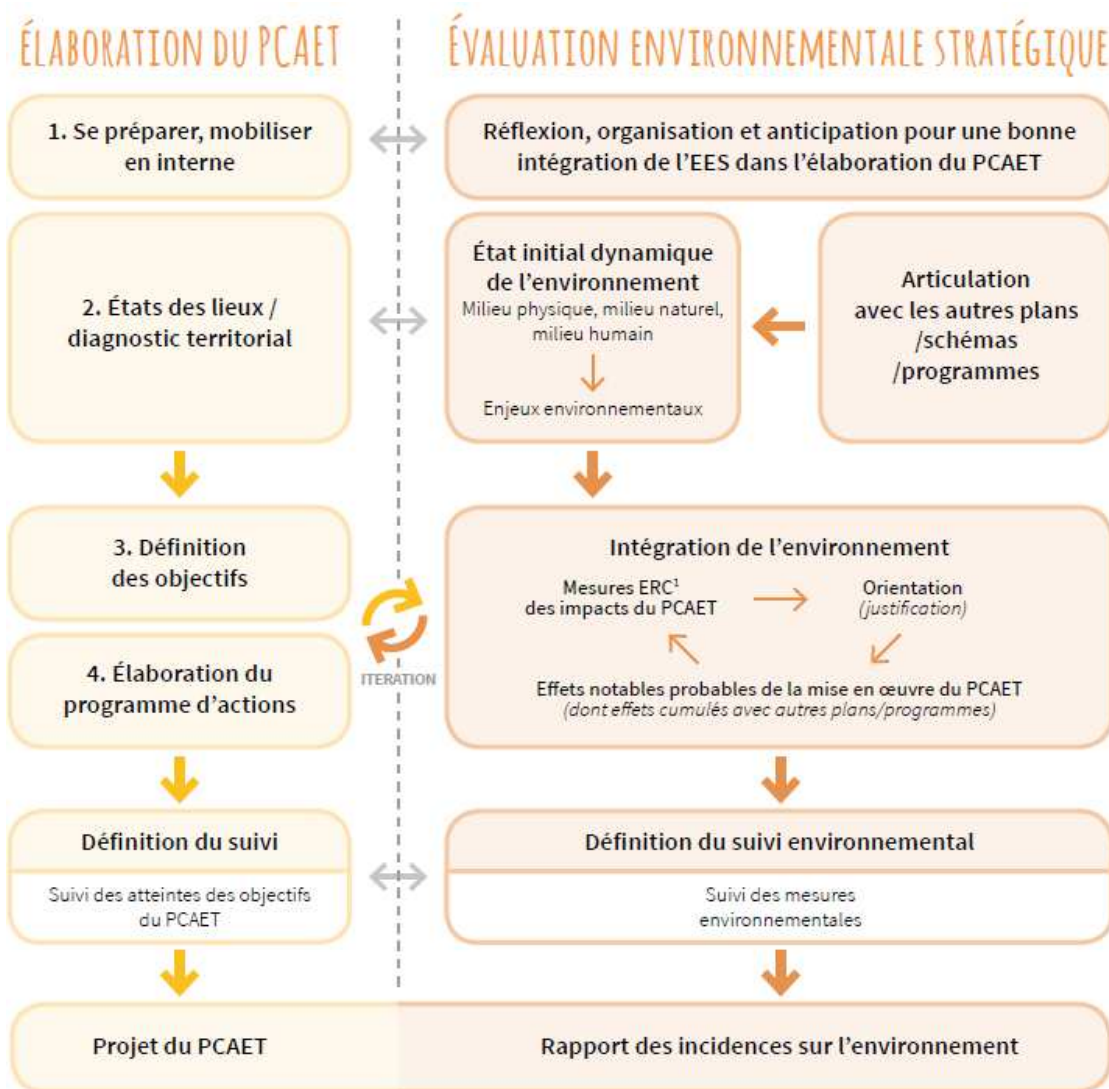 ÉLABORATION DU PCAET
ÉVALUATION ENVIRONNEMENTALE STRATÉGIQUE
1. Se préparer, mobiliser
en interne
Réflexion, organisation et anticipation pour une bonne
intégration de l’EES dans l’élaboration du PCAET
2. États des lieux /
diagnostic territorial
État initial dynamique
de l’environnement
Milieu physique, milieu naturel,
milieu humain
Enjeux environnementaux
Articulation
avec les autres plans
/schémas
/programmes
3. Définition
des objectifs
4. Élaboration du
programme d’actions
ITERATION
Intégration de l’environnement
Mesures ERC¹
des impacts du PCAET
Orientation
(justification)
Effets notables probables de la mise en œuvre du PCAET
(dont effets cumulés avec autres plans/programmes)
Définition du suivi
Suivi des atteintes des objectifs
du PCAET
Définition du suivi environnemental
Suivi des mesures
environnementales
Projet du PCAET
Rapport des incidences sur l’environnement